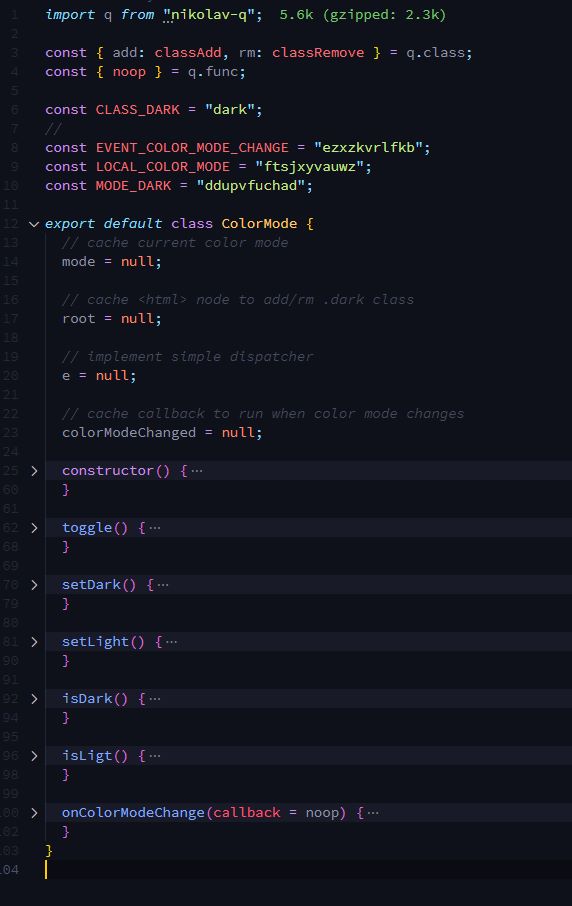 1 import q from "nikolav-q"; 5.6k (gzipped: 2.3k)
2
3 const { add: classAdd, rm: classRemove } = q.class;
4 const { noop } = q.func;
5
6 const CLASS_DARK = "dark";
7 //
8 const EVENT_COLOR_MODE_CHANGE = "ezxzkvrlfkb";
9 const LOCAL_COLOR_MODE = "ftsjxyvauwz";
10 const MODE_DARK = "ddupvfuchad";
11
12 export default class ColorMode {
13 // cache current color mode
14 mode = null;
15
16 // cache <html> node to add/rm .dark class
17 root = null;
18
19 // implement simple dispatcher
20 e = null;
21
22 // cache callback to run when color mode changes
23 colorModeChanged = null;
24
25 constructor() { ...
60 }
61
62 toggle() { ...
68 }
69
70 setDark() { ...
79 }
80
81 setLight() { ...
90 }
91
92 isDark() { ...
94 }
95
96 isLigt() { ...
98 }
99
100 onColorModeChange(callback = noop) { ...
102 }
103 }
104